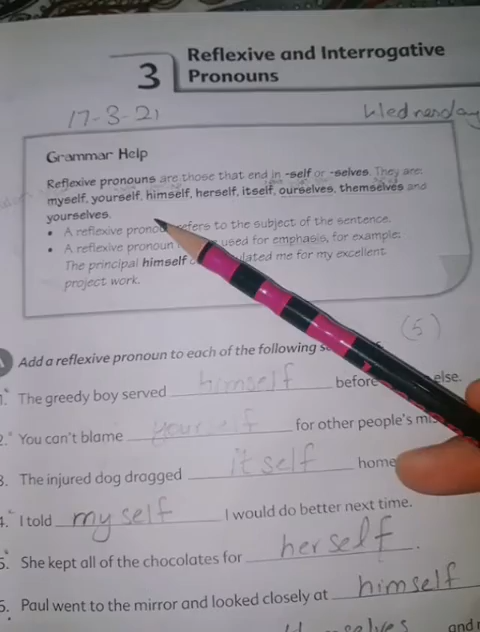 3
Reflexive and Interrogative
Pronouns
17-3-21
Wednesday
Grammar Help
Reflexive pronouns are those that end in -self or -selves. They are:
myself, yourself, himself, herself, itself, ourselves, themselves and
yourselves.
• A reflexive pronou refers to the subject of the sentence.
• A reflexive pronoun used for emphasis, for example:
The principal himself ulated me for my excellent
project work.
(5)
A Add a reflexive pronoun to each of the following s
1. The greedy boy served himself before else.
2. You can't blame yourself for other people's mis
3. The injured dog dragged itself home
4. I told myself I would do better next time.
5. She kept all of the chocolates for herself.
6. Paul went to the mirror and looked closely at himself
selves and